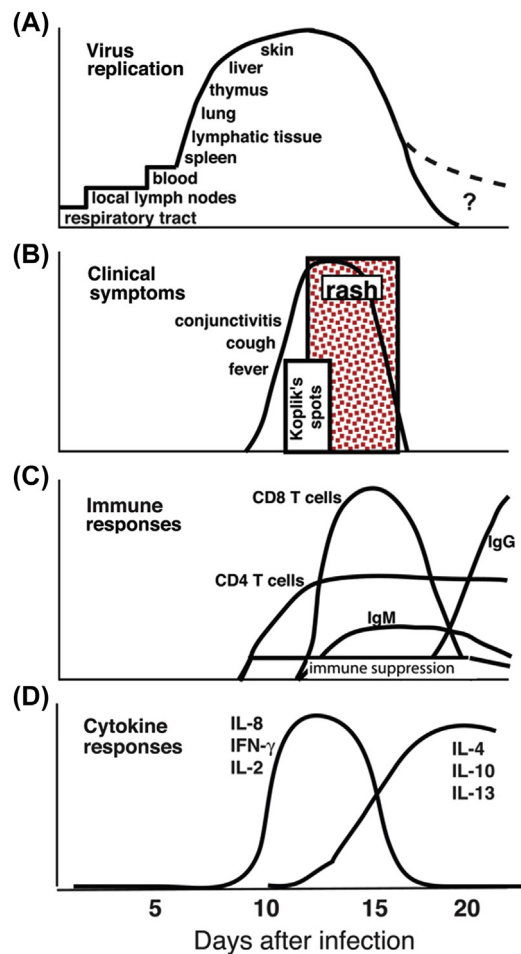 (A)
Virus
replication
skin
liver
thymus
lung
lymphatic tissue
spleen
blood
local lymph nodes
respiratory tract
?
(B)
Clinical
symptoms
rash
conjunctivitis
cough
fever
Koplik's
spots
(C)
Immune
responses
CD8 T cells
IgG
CD4 T cells
IgM
immune suppression
(D)
Cytokine
responses
IL-8
IFN-γ
IL-2
IL-4
IL-10
IL-13
5 10 15 20
Days after infection